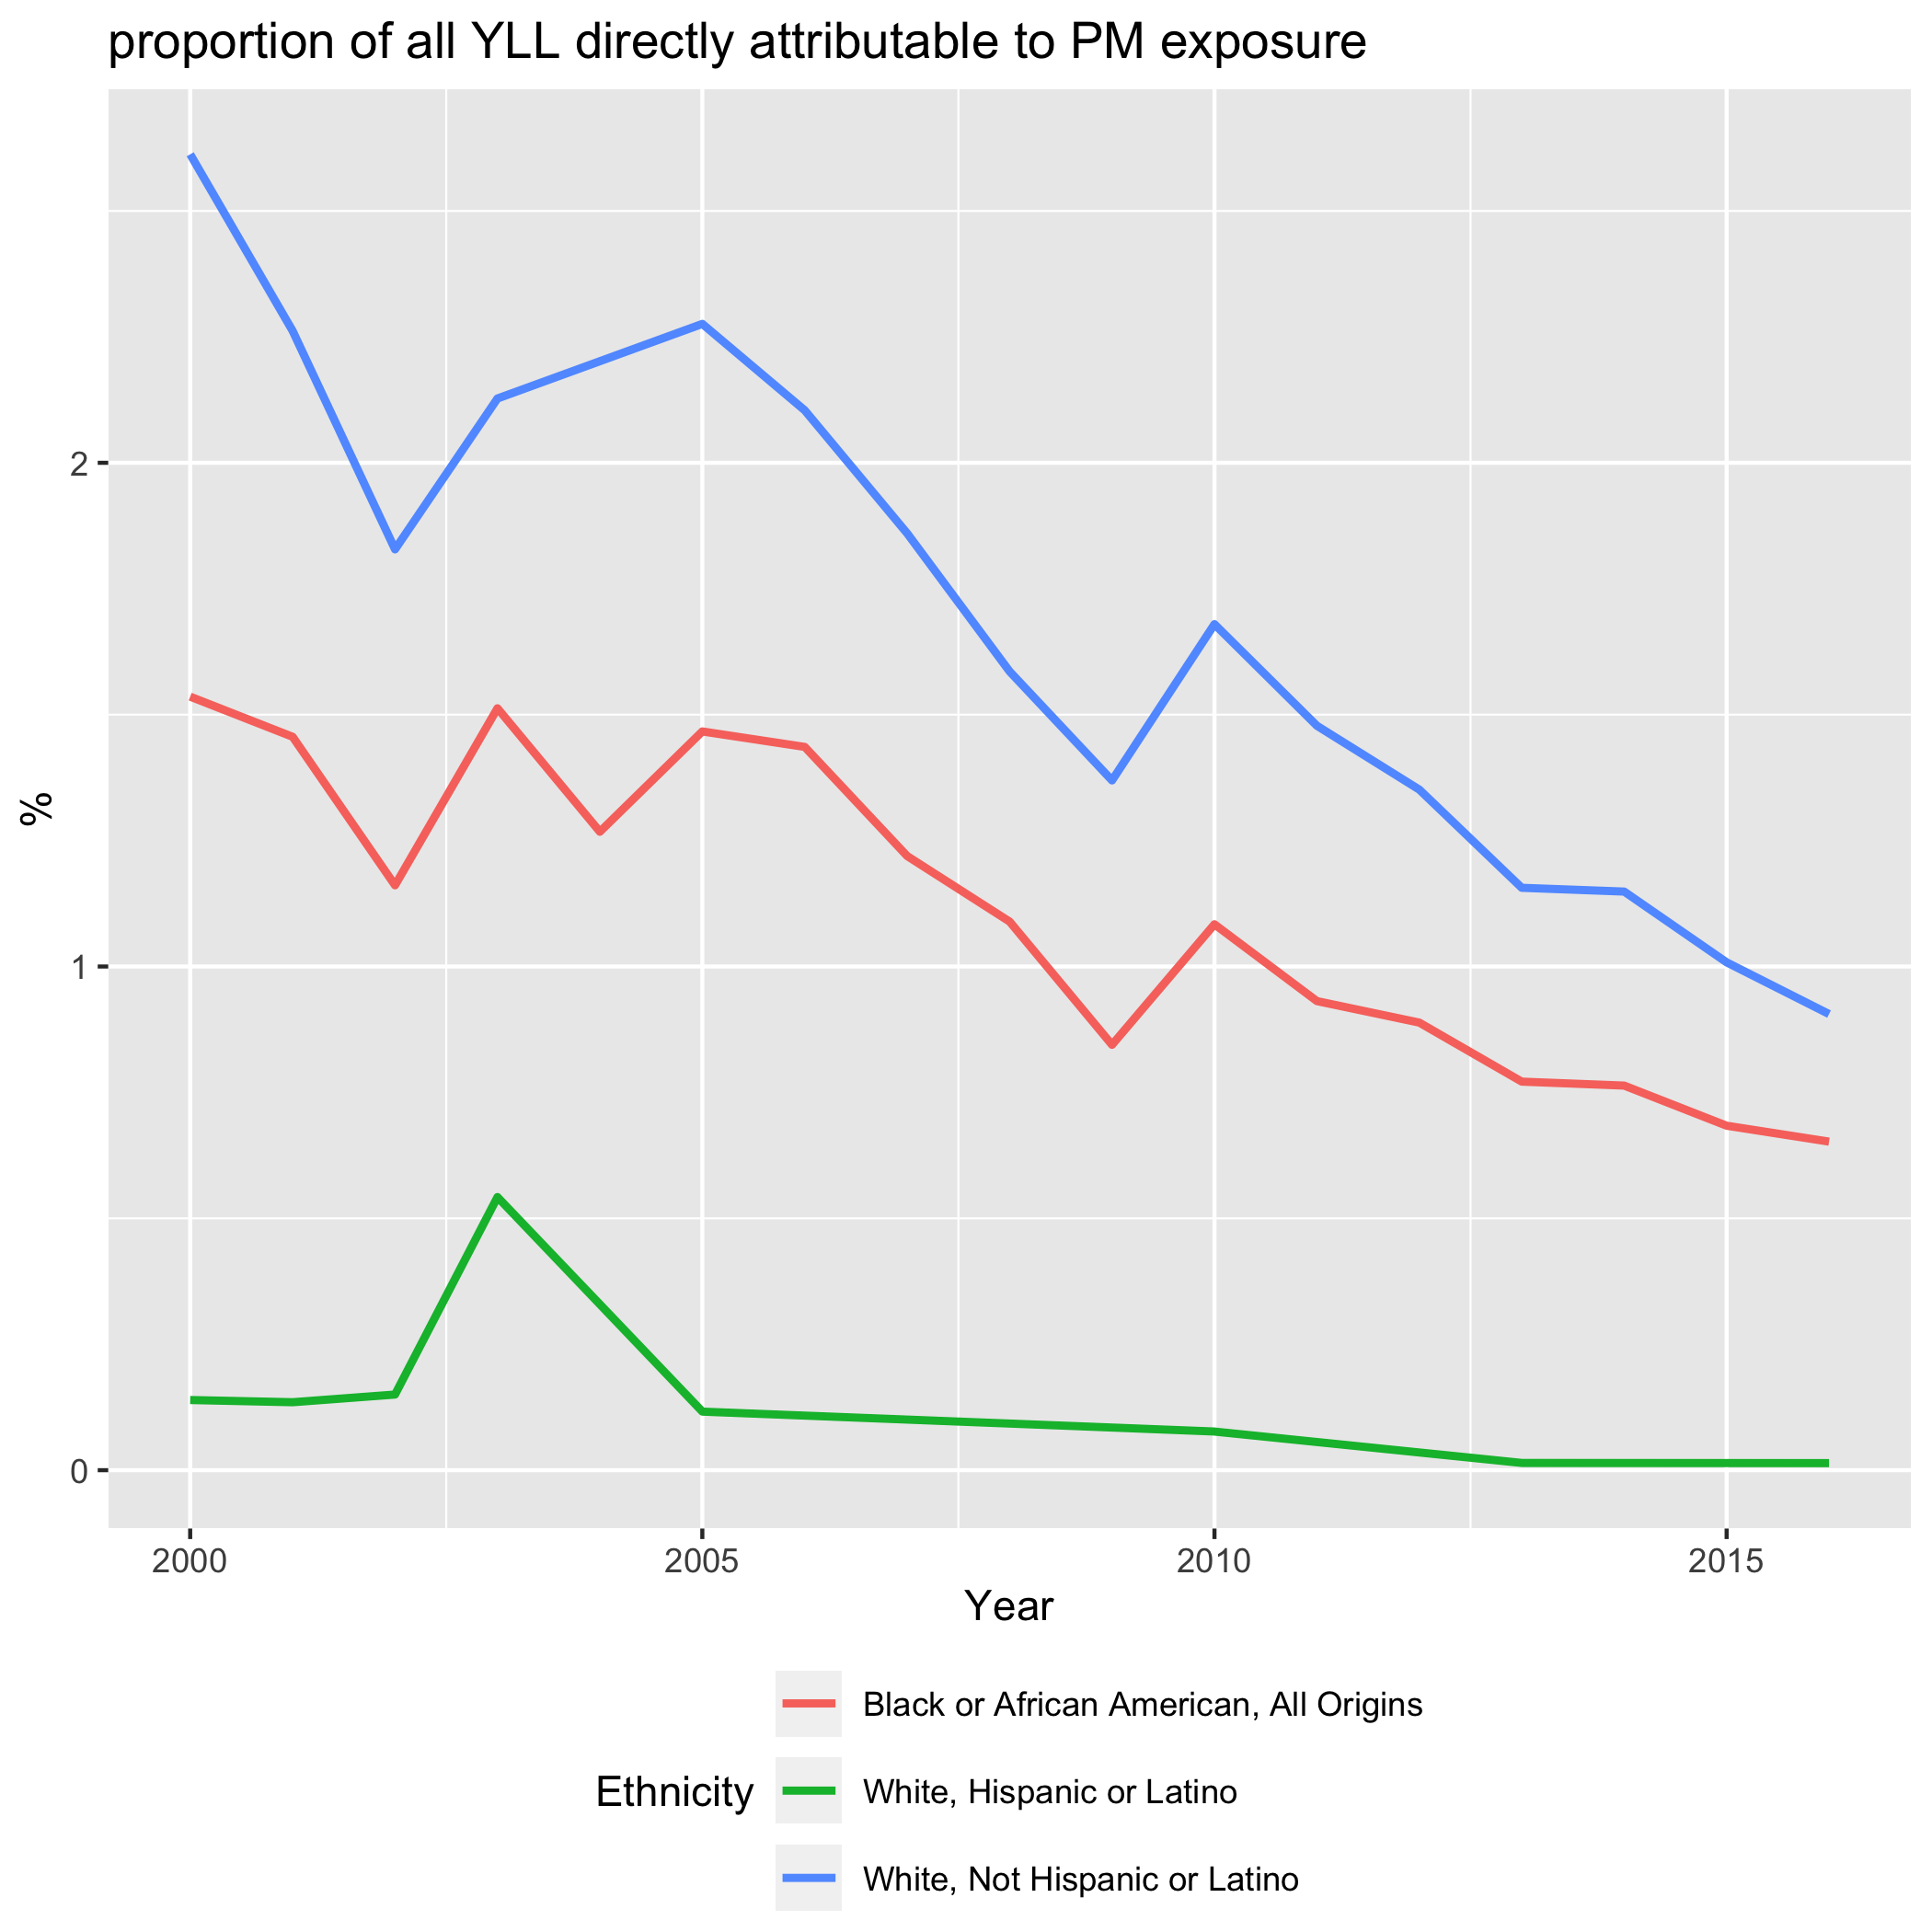 proportion of all YLL directly attributable to PM exposure
%
2
1
0
2000 2005 2010 2015
Year
Ethnicity
Black or African American, All Origins
White, Hispanic or Latino
White, Not Hispanic or Latino